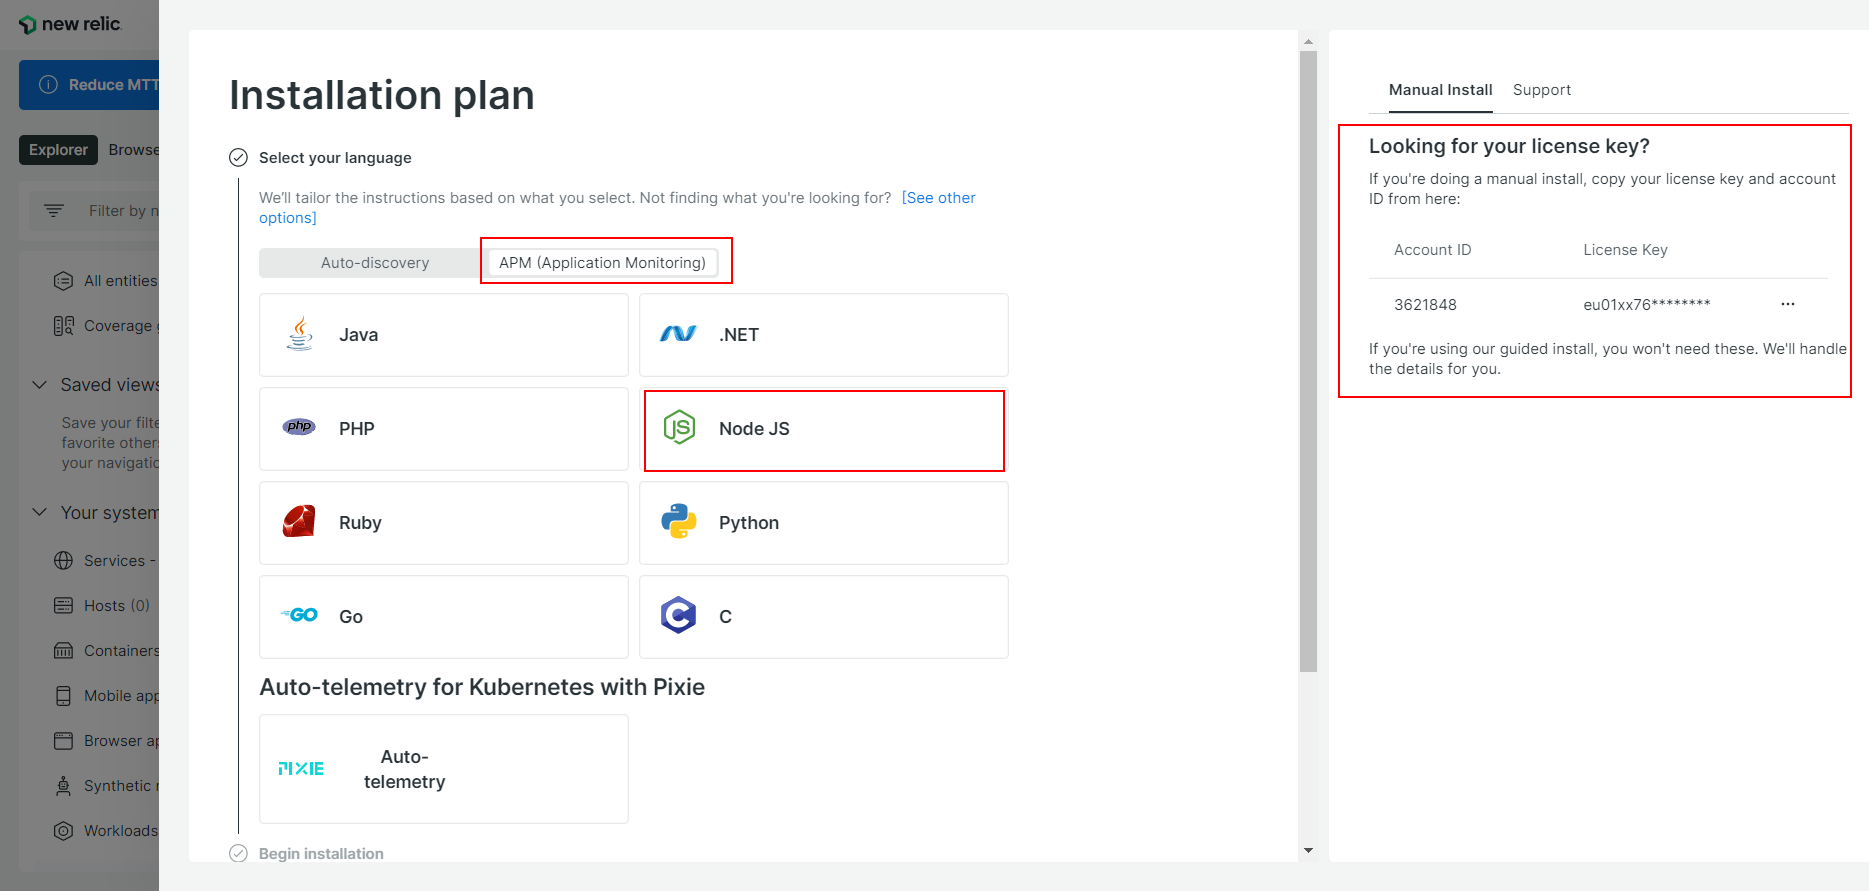 new relic
Reduce MTT
Explorer
Browse
Filter by n
All entities
Coverage
Saved views
Save your filte
favorite others
your navigatio
Your system
Services -
Hosts (0)
Containers
Mobile app
Browser ap
Synthetic
Workloads
Installation plan
Select your language
We'll tailor the instructions based on what you select. Not finding what you're looking for? [See other
options]
Auto-discovery
APM (Application Monitoring)
Java
.NET
php
PHP
JS
Node JS
Ruby
Python
GO
Go
C
C
Auto-telemetry for Kubernetes with Pixie
PIXIE
Auto-
telemetry
Begin installation
Manual Install
Support
Looking for your license key?
If you're doing a manual install, copy your license key and account
ID from here:
Account ID
License Key
3621848
eu01xx76********
...
If you're using our guided install, you won't need these. We'll handle
the details for you.